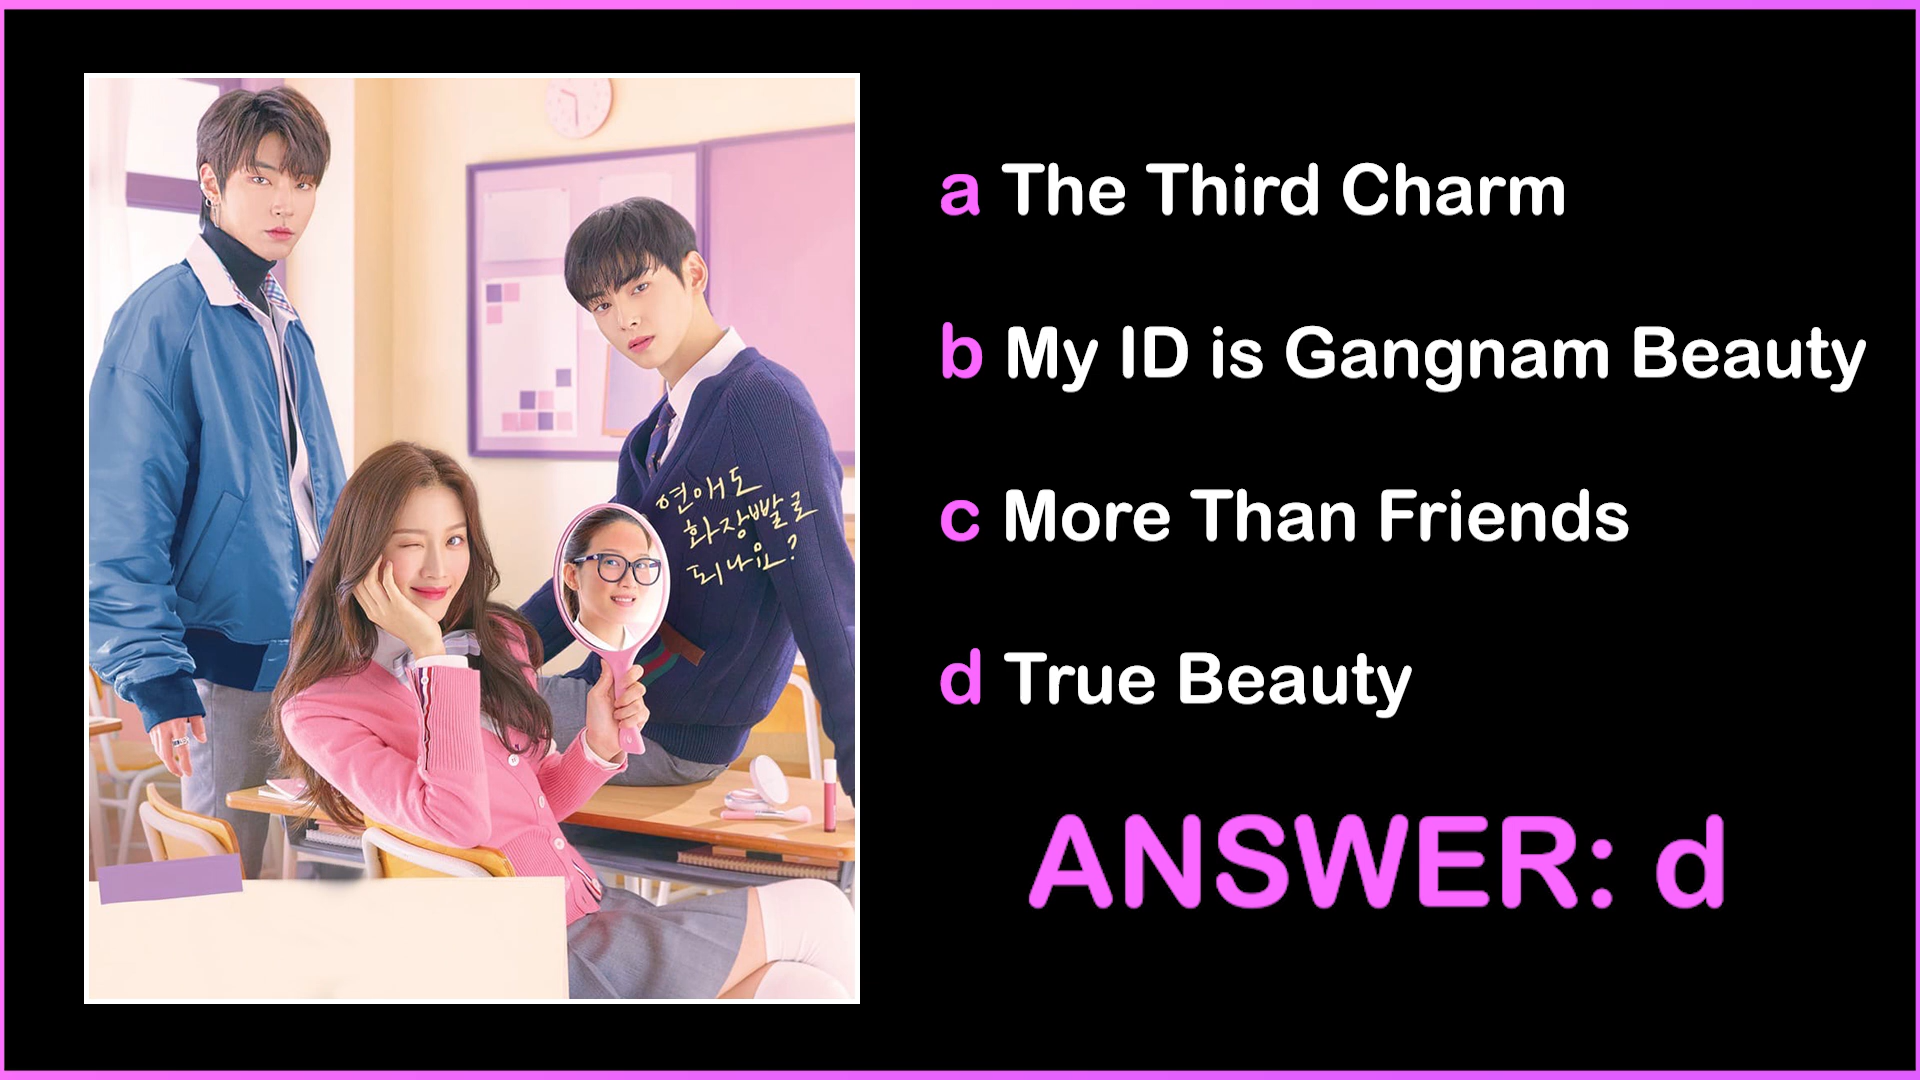 연애도
화장빨로
되나요?
a The Third Charm
b My ID is Gangnam Beauty
c More Than Friends
d True Beauty
ANSWER: d